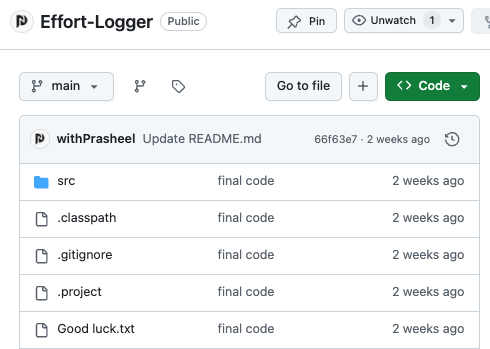 Effort-Logger Public Pin Unwatch 1
main Go to file Code
withPrasheel Update README.md 66f63e7 · 2 weeks ago
src final code 2 weeks ago
.classpath final code 2 weeks ago
.gitignore final code 2 weeks ago
.project final code 2 weeks ago
Good luck.txt final code 2 weeks ago